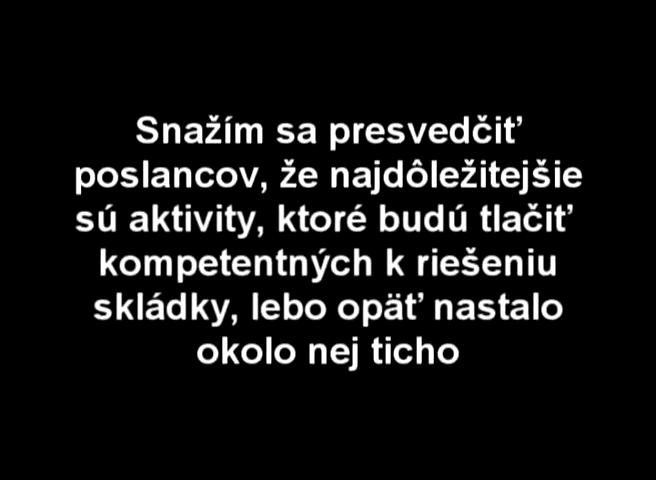 Snažím sa presvedčiť
poslancov, že najdôležitejšie
sú aktivity, ktoré budú tlačiť
kompetentných k riešeniu
skládky, lebo opäť nastalo
okolo nej ticho